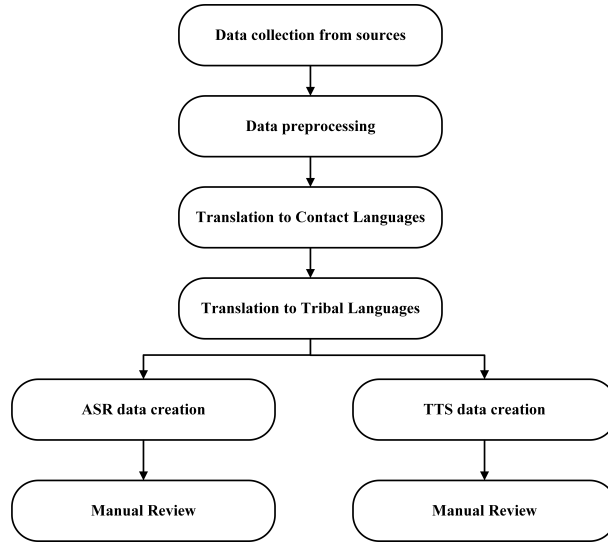 Data collection from sources
Data preprocessing
Translation to Contact Languages
Translation to Tribal Languages
ASR data creation
TTS data creation
Manual Review
Manual Review